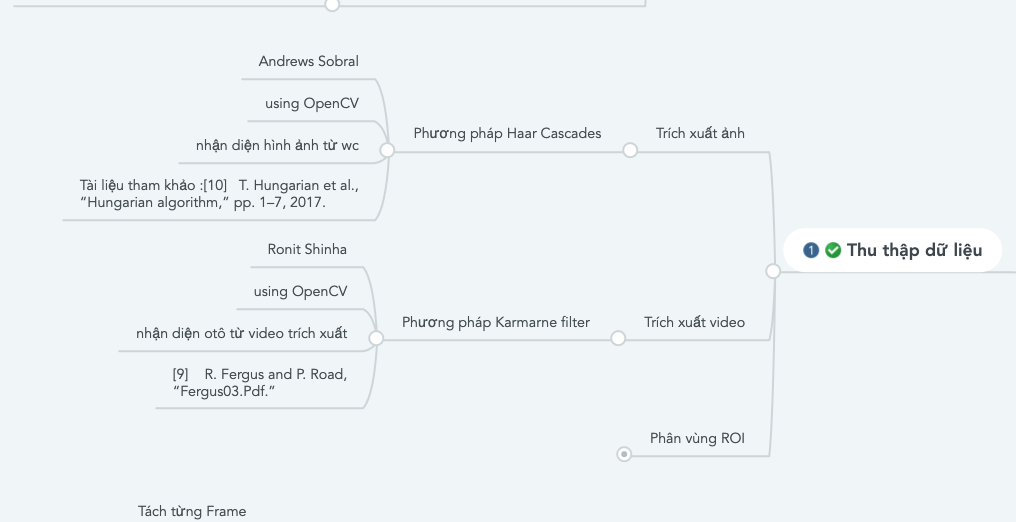 Andrews Sobral
using OpenCV
nhận diện hình ảnh từ wc
Tài liệu tham khảo :[10] T. Hungarian et al.,
“Hungarian algorithm,” pp. 1–7, 2017.
Phương pháp Haar Cascades
Trích xuất ảnh
Ronit Shinha
using OpenCV
nhận diện otô từ video trích xuất
[9] R. Fergus and P. Road,
“Fergus03.Pdf.”
Phương pháp Karmarne filter
Trích xuất video
1 Thu thập dữ liệu
Phân vùng ROI
Tách từng Frame